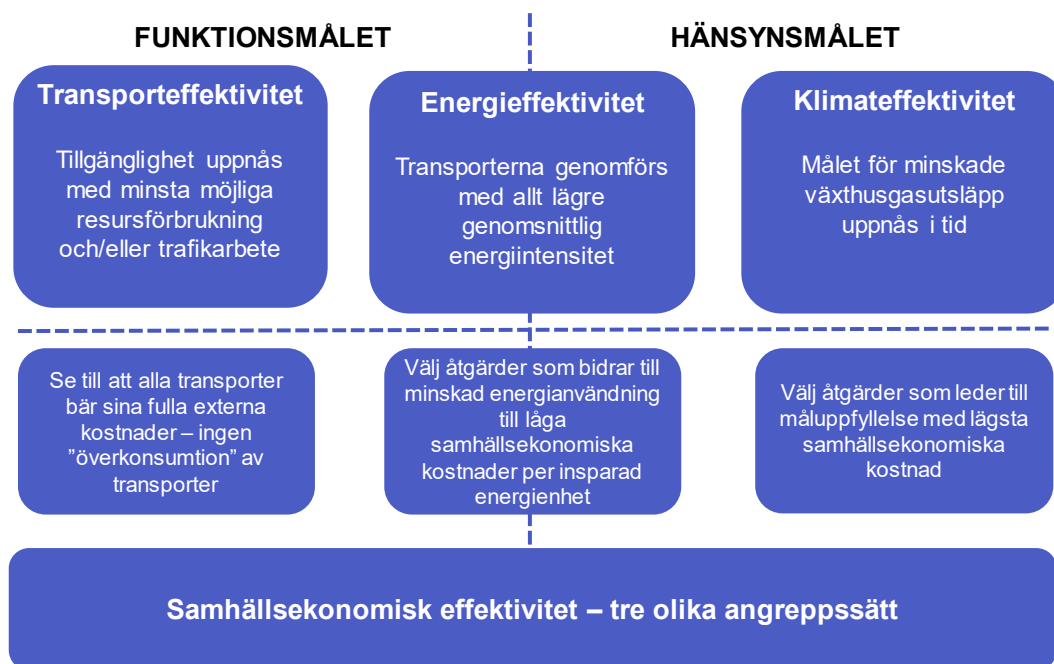 FUNKTIONSMÅLET
HÄNSYNSMÅLET
Transporteffektivitet
Tillgänglighet uppnås
med minsta möjliga
resursförbrukning
och/eller trafikarbete
Energieffektivitet
Transporterna genomförs
med allt lägre
genomsnittlig
energiintensitet
Klimateffektivitet
Målet för minskade
växthusgasutsläpp
uppnås i tid
Se till att alla transporter
bär sina fulla externa
kostnader – ingen
”överkonsumtion” av
transporter
Välj åtgärder som bidrar till
minskad energianvändning
till låga
samhällsekonomiska
kostnader per insparad
energienhet
Välj åtgärder som leder till
måluppfyllelse med lägsta
samhällsekonomiska
kostnad
Samhällsekonomisk effektivitet – tre olika angreppssätt